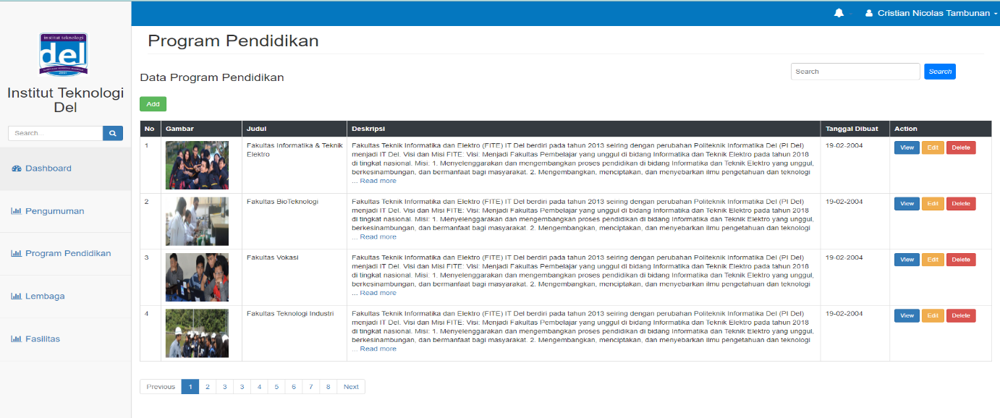 Cristian Nicolas Tambunan
institut teknologi
del
2001
Institut Teknologi
Del
Search...
Dashboard
Pengumuman
Program Pendidikan
Lembaga
Fasilitas
Program Pendidikan
Data Program Pendidikan
Search Search
Add
No Gambar Judul Deskripsi Tanggal Dibuat Action
1 Fakultas Informatika & Teknik Elektro Fakultas Teknik Informatika dan Elektro (FITE) IT Del berdiri pada tahun 2013 seiring dengan perubahan Politeknik Informatika Del (PI Del) 19-02-2004 View Edit Delete
menjadi IT Del. Visi dan Misi FITE: Visi: Menjadi Fakultas Pembelajar yang unggul di bidang Informatika dan Teknik Elektro pada tahun 2018
di tingkat nasional. Misi: 1. Menyelenggarakan dan mengembangkan proses pendidikan di bidang Informatika dan Teknik Elektro yang unggul,
berkesinambungan, dan bermanfaat bagi masyarakat. 2. Mengembangkan, menciptakan, dan menyebarkan ilmu pengetahuan dan teknologi
... Read more
2 Fakultas BioTeknologi Fakultas Teknik Informatika dan Elektro (FITE) IT Del berdiri pada tahun 2013 seiring dengan perubahan Politeknik Informatika Del (PI Del) 19-02-2004 View Edit Delete
menjadi IT Del. Visi dan Misi FITE: Visi: Menjadi Fakultas Pembelajar yang unggul di bidang Informatika dan Teknik Elektro pada tahun 2018
di tingkat nasional. Misi: 1. Menyelenggarakan dan mengembangkan proses pendidikan di bidang Informatika dan Teknik Elektro yang unggul,
berkesinambungan, dan bermanfaat bagi masyarakat. 2. Mengembangkan, menciptakan, dan menyebarkan ilmu pengetahuan dan teknologi
... Read more
3 Fakultas Vokasi Fakultas Teknik Informatika dan Elektro (FITE) IT Del berdiri pada tahun 2013 seiring dengan perubahan Politeknik Informatika Del (PI Del) 19-02-2004 View Edit Delete
menjadi IT Del. Visi dan Misi FITE: Visi: Menjadi Fakultas Pembelajar yang unggul di bidang Informatika dan Teknik Elektro pada tahun 2018
di tingkat nasional. Misi: 1. Menyelenggarakan dan mengembangkan proses pendidikan di bidang Informatika dan Teknik Elektro yang unggul,
berkesinambungan, dan bermanfaat bagi masyarakat. 2. Mengembangkan, menciptakan, dan menyebarkan ilmu pengetahuan dan teknologi
... Read more
4 Fakultas Teknologi Industri Fakultas Teknik Informatika dan Elektro (FITE) IT Del berdiri pada tahun 2013 seiring dengan perubahan Politeknik Informatika Del (PI Del) 19-02-2004 View Edit Delete
menjadi IT Del. Visi dan Misi FITE: Visi: Menjadi Fakultas Pembelajar yang unggul di bidang Informatika dan Teknik Elektro pada tahun 2018
di tingkat nasional. Misi: 1. Menyelenggarakan dan mengembangkan proses pendidikan di bidang Informatika dan Teknik Elektro yang unggul,
berkesinambungan, dan bermanfaat bagi masyarakat. 2. Mengembangkan, menciptakan, dan menyebarkan ilmu pengetahuan dan teknologi
... Read more
Previous 1 2 3 3 4 5 6 7 8 Next